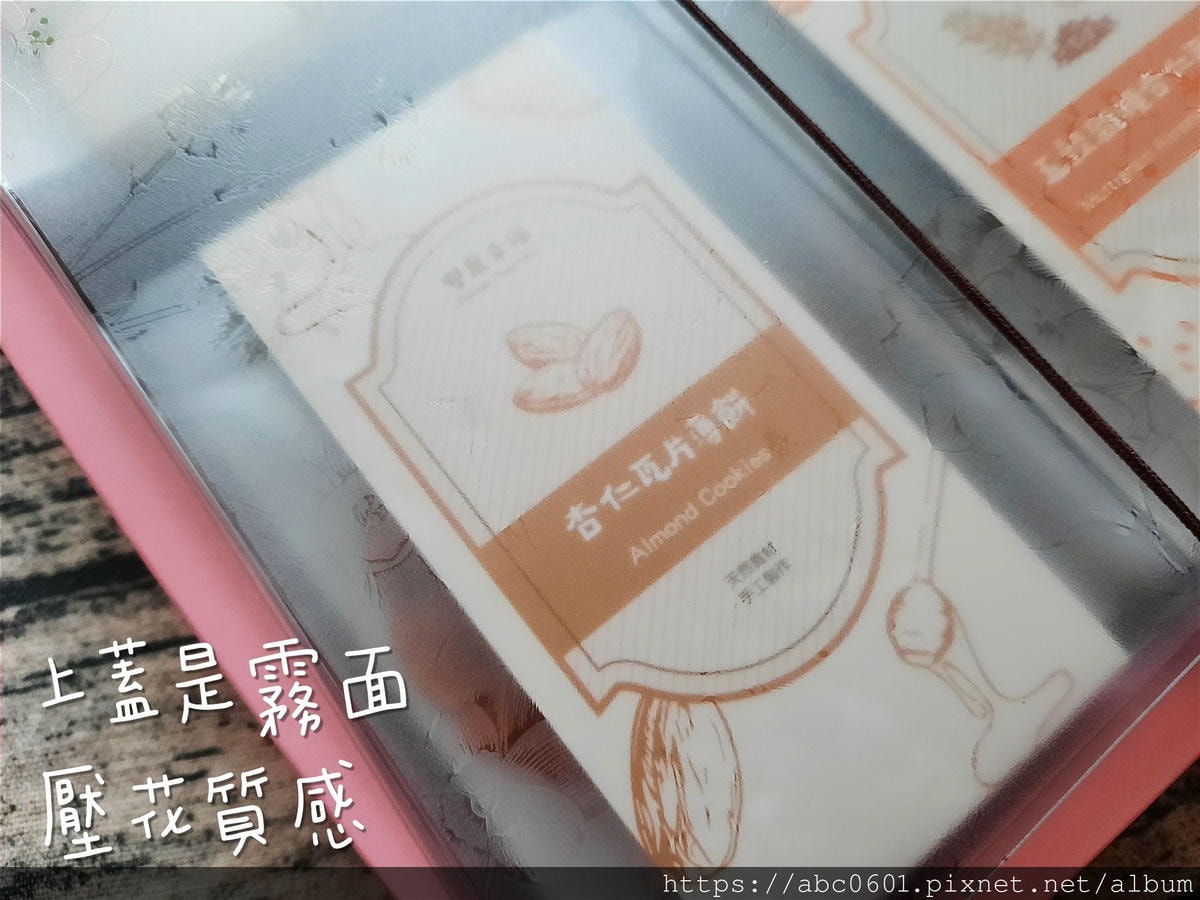 杏仁瓦片薄餅
Almond Cookies
天然食材
手工製作
上蓋是霧面
壓花質感
https://abc0601.pixnet.net/album